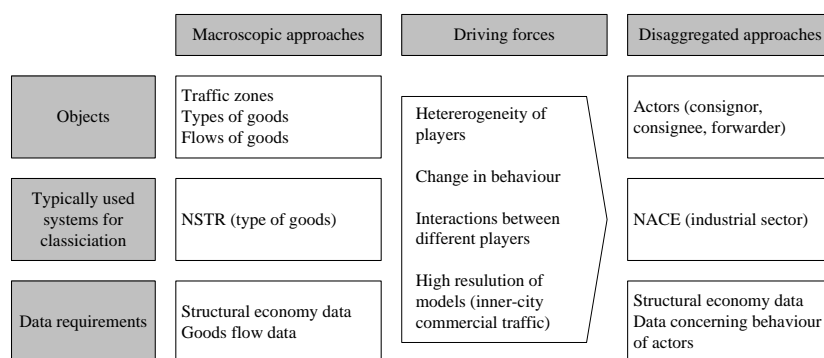 Macroscopic approaches
Driving forces
Disaggregated approaches
Objects
Traffic zones
Types of goods
Flows of goods
Hetererogeneity of
players
Change in behaviour
Interactions between
different players
High resulution of
models (inner-city
commercial traffic)
Actors (consignor,
consignee, forwarder)
Typically used
systems for
classiciation
NSTR (type of goods)
NACE (industrial sector)
Data requirements
Structural economy data
Goods flow data
Structural economy data
Data concerning behaviour
of actors